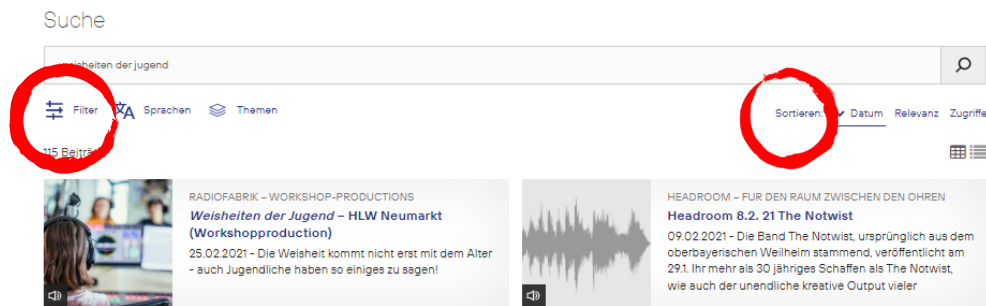 Suche
weisheiten der jugend
Filter Sprachen Themen
Sortieren: Datum Relevanz Zugriffe
115 Beiträge
RADIOFABRIK – WORKSHOP-PRODUCTIONS
Weisheiten der Jugend – HLW Neumarkt
(Workshopproduction)
25.02.2021 - Die Weisheit kommt nicht erst mit dem Alter
- auch Jugendliche haben so einiges zu sagen!
HEADROOM – FUR DEN RAUM ZWISCHEN DEN OHREN
Headroom 8.2. 21 The Notwist
09.02.2021 - Die Band The Notwist, ursprünglich aus dem
oberbayerischen Weilheim stammend, veröffentlicht am
29.1. Ihr mehr als 30 jähriges Schaffen als The Notwist,
wie auch der unendliche kreative Output vieler